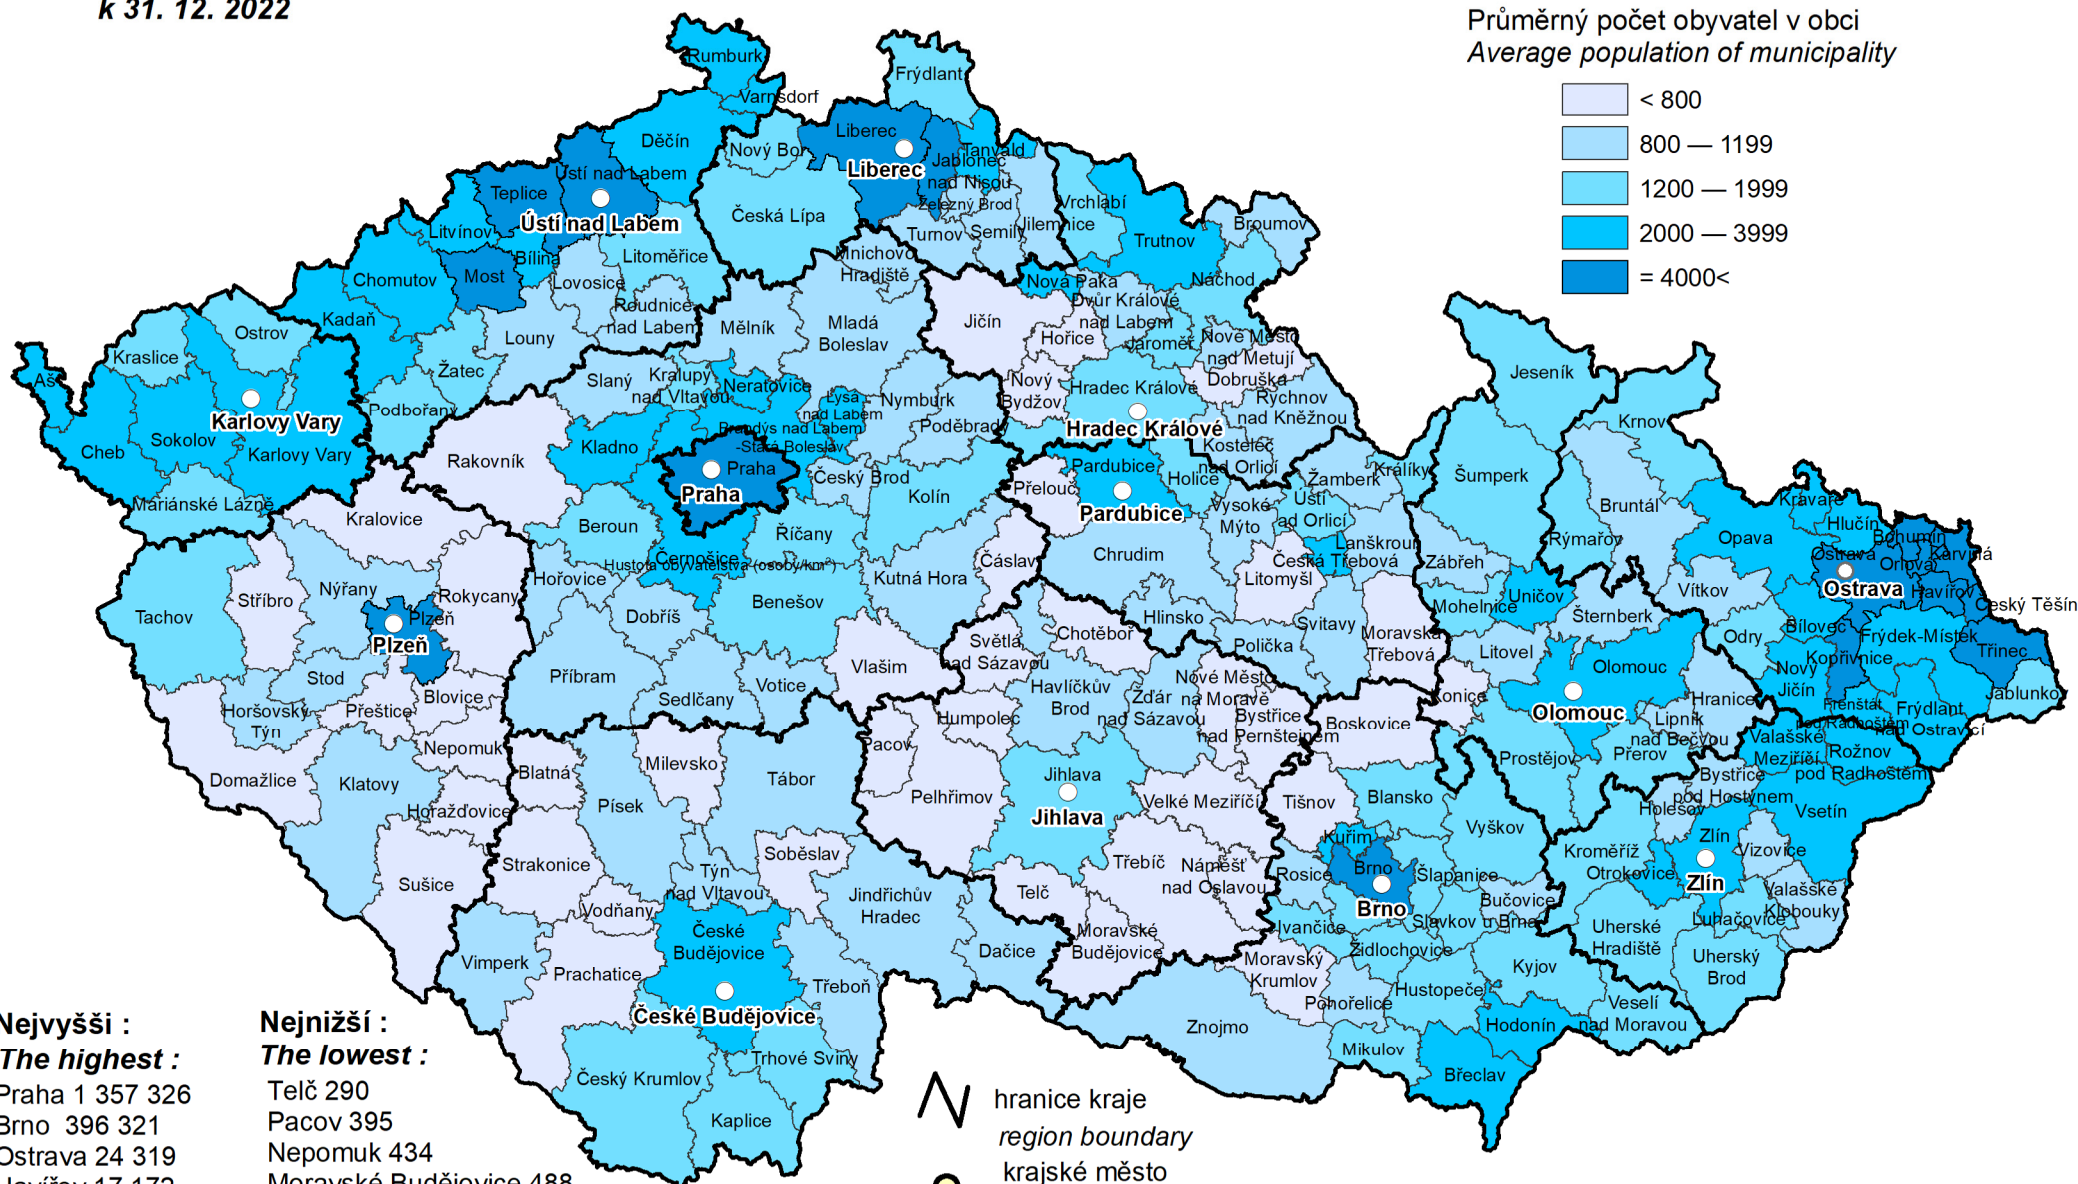 k 31. 12. 2022
Průměrný počet obyvatel v obci
Average population of municipality
< 800
800 — 1199
1200 — 1999
2000 — 3999
= 4000<
Rumburk
Varnsdorf
Frýdlant
Děčín
Nový Bor
Liberec
Liberec
Tanvald
Jablonec
nad Nisou
Železný Brod
Ústí nad Labem
Teplice
Ústí nad Labem
Česká Lípa
Turnov
Semily
Jilemnice
Vrchlabí
Trutnov
Broumov
Litvínov
Bílina
Litoměřice
Mnichovo
Hradiště
Chomutov
Most
Lovosice
Nová Paka
Náchod
Kadaň
Roudnice
nad Labem
Mělník
Mladá
Boleslav
Jičín
Dvůr Králové
nad Labem
Hořice
Jaroměř
Nové Město
nad Metují
Ostrov
Kraslice
Louny
Žatec
Aš
Slaný
Kralupy
nad Vltavou
Neratovice
Lysá
nad Labem
Nymburk
Nový
Bydžov
Hradec Králové
Dobruška
Rychnov
nad Kněžnou
Jeseník
Karlovy Vary
Podbořany
Brandýs nad Labem
-Stará Boleslav
Poděbrady
Hradec Králové
Krnov
Cheb
Sokolov
Karlovy Vary
Rakovník
Kladno
Praha
Praha
Český Brod
Kolín
Kostelec
nad Orlicí
Pardubice
Pardubice
Přelouč
Holice
Žamberk
Králíky
Šumperk
Mariánské Lázně
Kralovice
Beroun
Říčany
Vysoké
Mýto
Ústí
ad Orlicí
Bruntál
Kravaře
Hlučín
Černošice
Hustota obyvatelstva (osoby/km²)
Čáslav
Chrudim
Lanškroun
Česká Třebová
Zábřeh
Rýmařov
Opava
Bohumín
Ostrava
Karviná
Orlová
Ostrava
Havířov
Český Těšín
Tachov
Stříbro
Nýřany
Rokycany
Hořovice
Dobříš
Benešov
Kutná Hora
Litomyšl
Mohelnice
Uničov
Šternberk
Vítkov
Plzeň
Plzeň
Hlinsko
Svitavy
Moravská
Třebová
Litovel
Odry
Bílovec
Frýdek-Místek
Kopřivnice
Třinec
Stod
Příbram
Sedlčany
Votice
Vlašim
Světlá
nad Sázavou
Chotěboř
Polička
Olomouc
Olomouc
Nový
Jičín
Jablunko
Horšovský
Týn
Přeštice
Blovice
Havlíčkův
Brod
Žďár
nad Sázavou
Nové Město
na Moravě
Bystřice
nad Pernštejnem
Boskovice
Konice
Hranice
Lipník
nad Bečvou
Frenštát
pod Radhoštěm
Frýdlant
nad Ostravicí
Humpolec
Pacov
Nepomuk
Domažlice
Klatovy
Horažďovice
Blatná
Milevsko
Tábor
Písek
Pelhřimov
Jihlava
Jihlava
Velké Meziříčí
Tišnov
Blansko
Prostějov
Přerov
Valašské
Meziříčí
Rožnov
pod Radhoštěm
Bystřice
pod Hostýnem
Holešov
Vsetín
Vyškov
Kuřim
Zlín
Zlín
Vizovice
Sušice
Strakonice
Soběslav
Týn
nad Vltavou
Třebíč
Náměšť
nad Oslavou
Telč
Rosice
Brno
Brno
Šlapanice
Bučovice
Slavkov u Brna
Kroměříž
Otrokovice
Valašské
Klobouky
Luhačovice
Vodňany
Jindřichův
Hradec
České
Budějovice
Moravské
Budějovice
Ivančice
Židlochovice
Uherské
Hradiště
Uherský
Brod
Vimperk
Prachatice
Třeboň
Dačice
Moravský
Krumlov
Kyjov
Hustopeče
Pohořelice
Veselí
nad Moravou
České Budějovice
Znojmo
Hodonín
Mikulov
Břeclav
Trhové Sviny
Český Krumlov
Kaplice
Nejvyšši :
The highest :
Praha 1 357 326
Brno 396 321
Ostrava 24 319
Havířov 17 172
Nejnižší :
The lowest :
Telč 290
Pacov 395
Nepomuk 434
Moravské Budějovice 488
hranice kraje
region boundary
krajské město